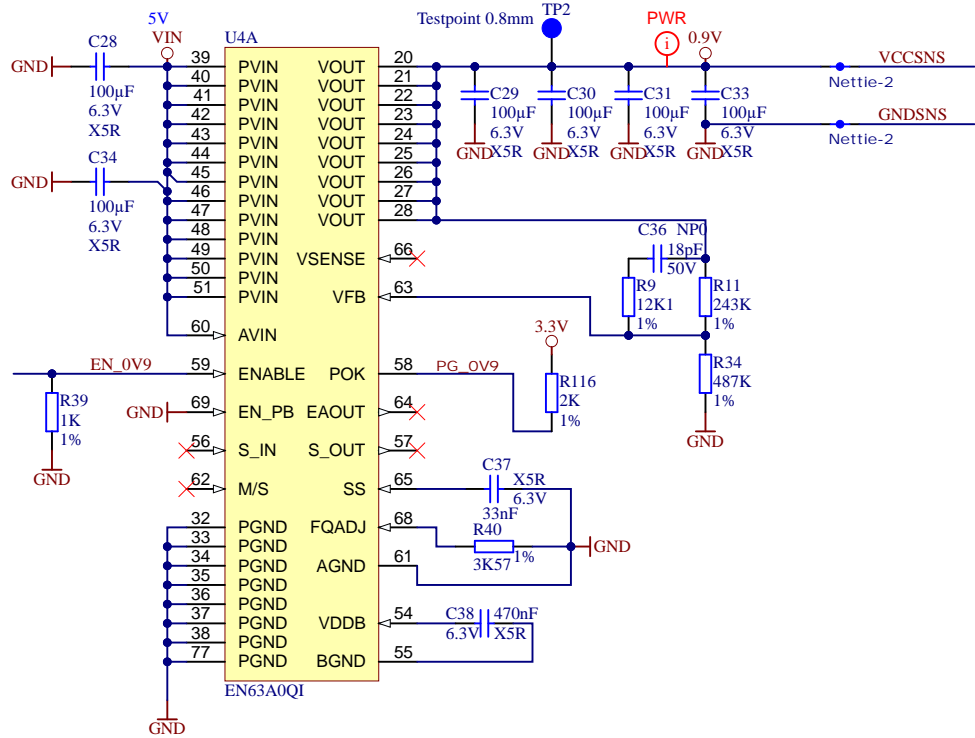 5V
VIN
U4A
Testpoint 0.8mm
TP2
PWR
i
0.9V
VCCSNS
Nettie-2
GNDSNS
Nettie-2
GND
C28
100µF
6.3V
X5R
GND
C34
100µF
6.3V
X5R
39 PVIN VOUT 20
40 PVIN VOUT 21
41 PVIN VOUT 22
42 PVIN VOUT 23
43 PVIN VOUT 24
44 PVIN VOUT 25
45 PVIN VOUT 26
46 PVIN VOUT 27
47 PVIN VOUT 28
48 PVIN
49 PVIN VSENSE 66
50 PVIN
51 PVIN VFB 63
60 AVIN
59 ENABLE POK 58
69 EN_PB EAOUT 64
56 S_IN S_OUT 57
62 M/S SS 65
32 PGND FQADJ 68
33 PGND
34 PGND AGND 61
35 PGND
36 PGND
37 PGND VDDB 54
38 PGND
77 PGND BGND 55
EN63A0QI
C29
100µF
6.3V
X5R
GND
C30
100µF
6.3V
X5R
GND
C31
100µF
6.3V
X5R
GND
C33
100µF
6.3V
X5R
GND
C36 NP0
18pF
50V
R9
12K1
1%
R11
243K
1%
R34
487K
1%
GND
3.3V
PG_0V9
R116
2K
1%
EN_0V9
R39
1K
1%
GND
GND
C37
X5R
6.3V
33nF
R40
1%
3K57
GND
C38
470nF
6.3V
X5R
GND